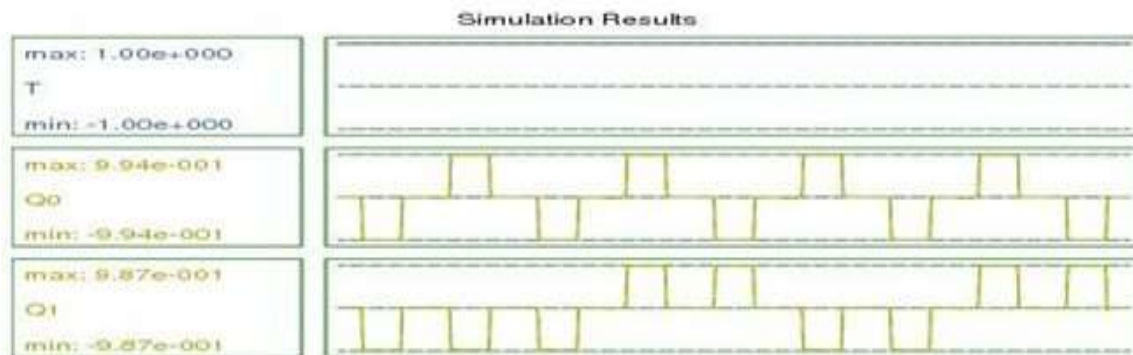 Simulation Results
max: 1.00e+000
T
min: -1.00e+000
max: 9.94e-001
Q0
min: -9.94e-001
max: 9.87e-001
Q1
min: -9.87e-001